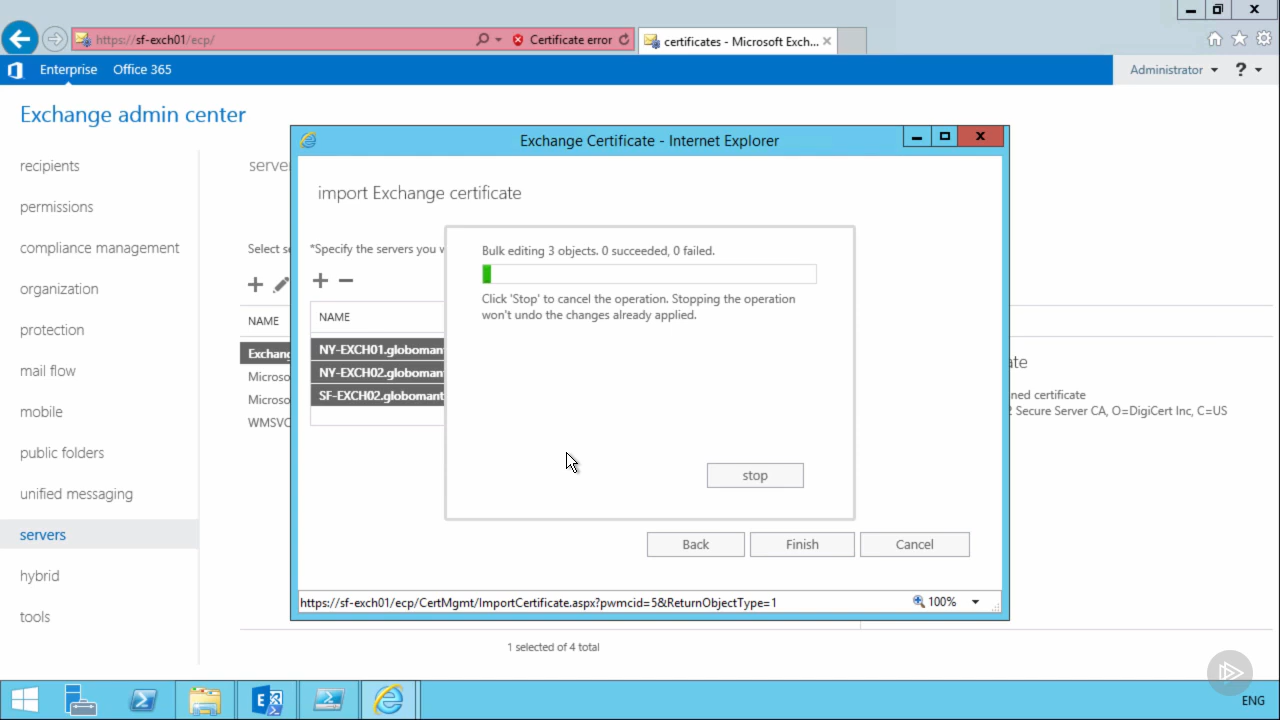 https://sf-exch01/ecp/
Certificate error
certificates - Microsoft Exch...
Enterprise
Office 365
Administrator
?
Exchange admin center
Exchange Certificate - Internet Explorer
recipients
permissions
compliance management
organization
protection
mail flow
mobile
public folders
unified messaging
servers
hybrid
tools
serve
Select se
NAME
Exchang
Microso
Microso
WMSVC
import Exchange certificate
*Specify the servers you w
NAME
NY-EXCH01.globoman
NY-EXCH02.globoman
SF-EXCH02.globomant
Bulk editing 3 objects. 0 succeeded, 0 failed.
Click 'Stop' to cancel the operation. Stopping the operation
won't undo the changes already applied.
stop
Back
Finish
Cancel
https://sf-exch01/ecp/CertMgmt/ImportCertificate.aspx?pwmcid=5&ReturnObjectType=1
100%
ate
ned certificate
2 Secure Server CA, O=DigiCert Inc, C=US
1 selected of 4 total
ENG